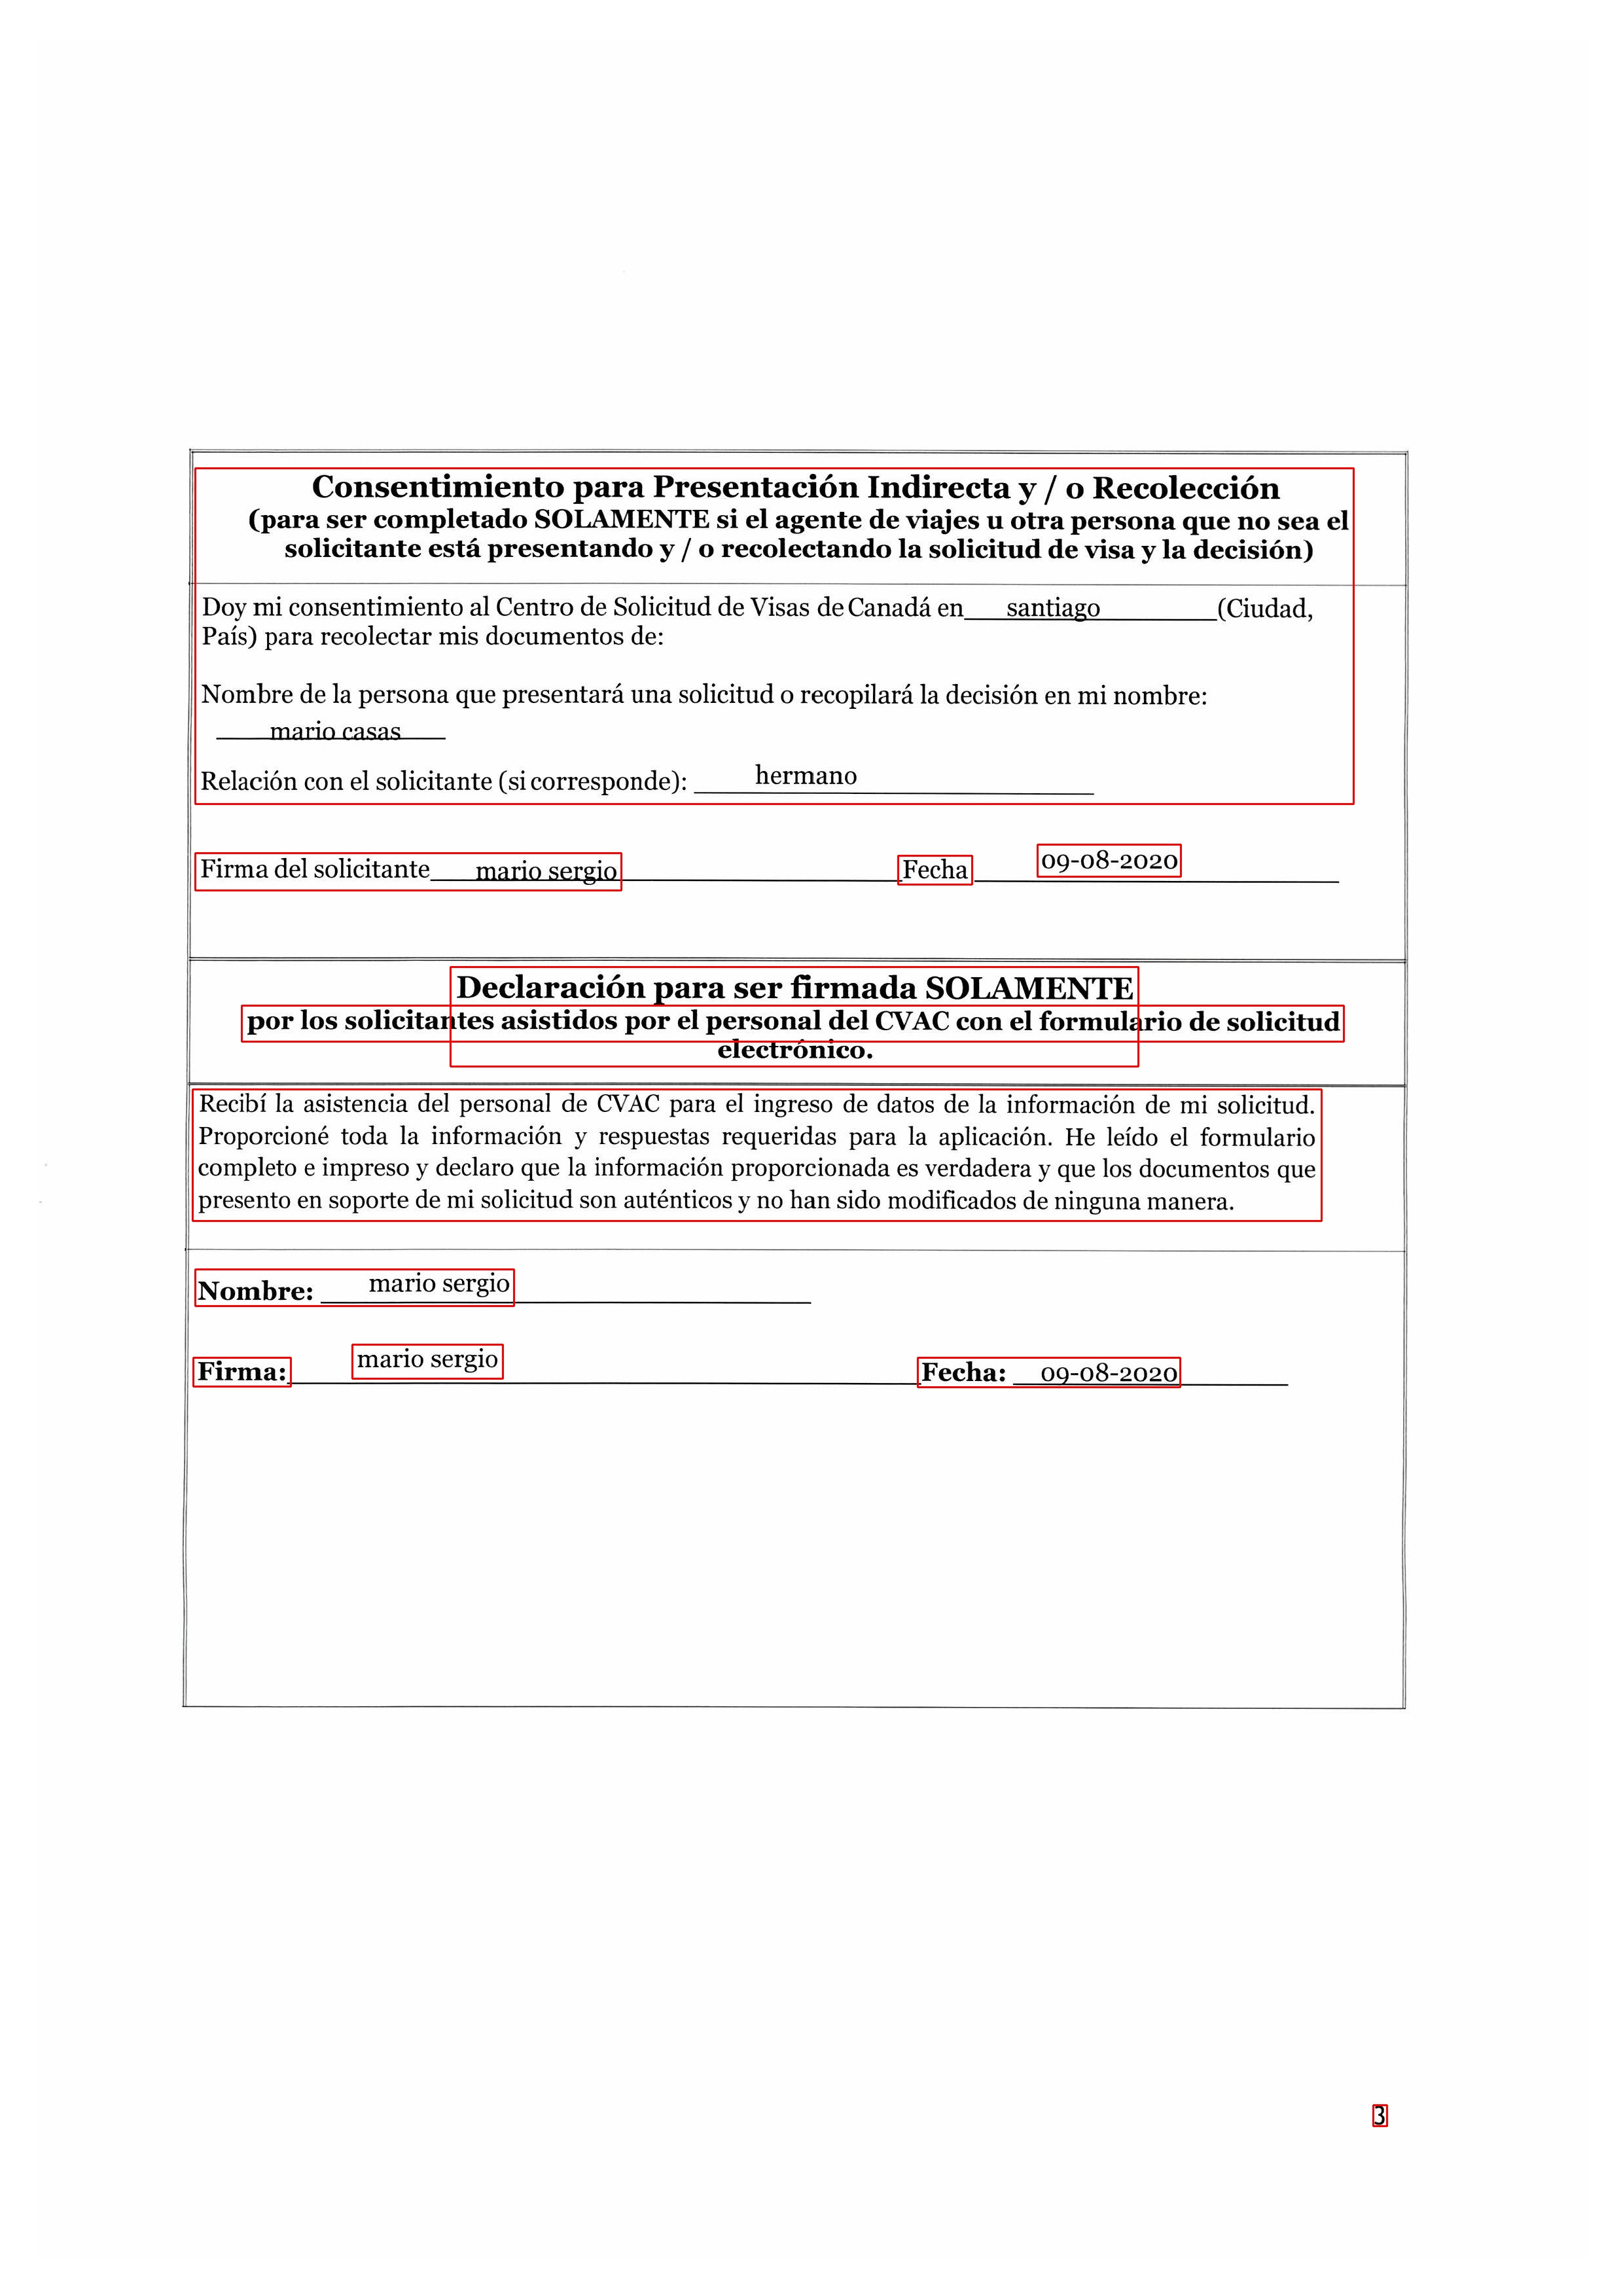 Consentimiento para Presentación Indirecta y / o Recolección
(para ser completado SOLAMENTE si el agente de viajes u otra persona que no sea el
solicitante está presentando y / o recolectando la solicitud de visa y la decisión)
Doy mi consentimiento al Centro de Solicitud de Visas de Canadá en santiago (Ciudad,
País) para recolectar mis documentos de:
Nombre de la persona que presentará una solicitud o recopilará la decisión en mi nombre:
mario casas
Relación con el solicitante (si corresponde): hermano
Firma del solicitante mario sergio Fecha 09-08-2020
Declaración para ser firmada SOLAMENTE
por los solicitantes asistidos por el personal del CVAC con el formulario de solicitud
electrónico.
Recibí la asistencia del personal de CVAC para el ingreso de datos de la información de mi solicitud.
Proporcioné toda la información y respuestas requeridas para la aplicación. He leído el formulario
completo e impreso y declaro que la información proporcionada es verdadera y que los documentos que
presento en soporte de mi solicitud son auténticos y no han sido modificados de ninguna manera.
Nombre: mario sergio
Firma: mario sergio Fecha: 09-08-2020
3